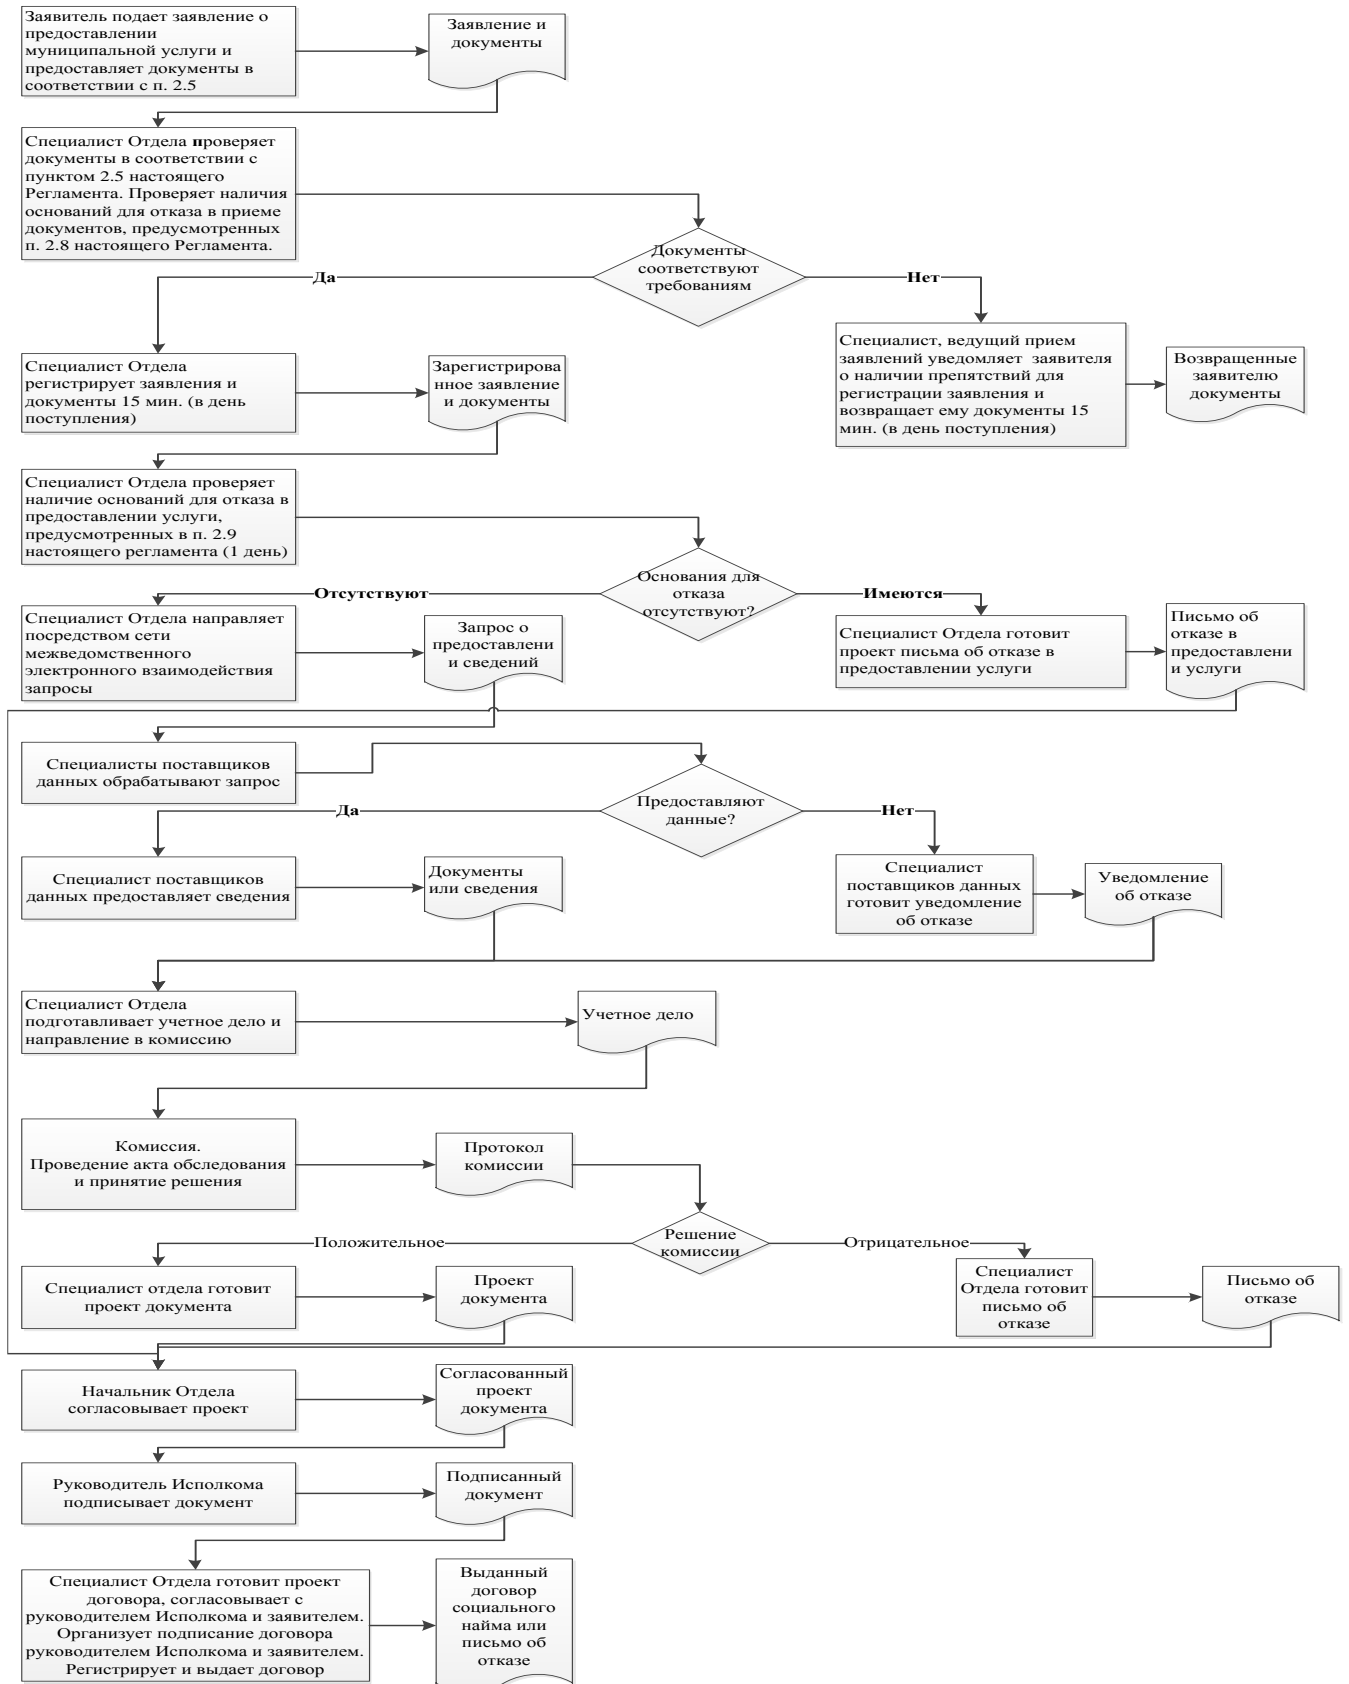 Заявитель подает заявление о
предоставлении
муниципальной услуги и
предоставляет документы в
соответствии с п. 2.5
Заявление и
документы
Специалист Отдела проверяет
документы в соответствии с
пунктом 2.5 настоящего
Регламента. Проверяет наличия
оснований для отказа в приеме
документов, предусмотренных
п. 2.8 настоящего Регламента.
Документы
соответствуют
требованиям
Да
Нет
Специалист Отдела
регистрирует заявления и
документы 15 мин. (в день
поступления)
Зарегистрирова
нное заявление
и документы
Специалист, ведущий прием
заявлений уведомляет заявителя
о наличии препятствий для
регистрации заявления и
возвращает ему документы 15
мин. (в день поступления)
Возвращенные
заявителю
документы
Специалист Отдела проверяет
наличие оснований для отказа в
предоставлении услуги,
предусмотренных в п. 2.9
настоящего регламента (1 день)
Основания для
отказа
отсутствуют?
Отсутствуют
Имеются
Специалист Отдела направляет
посредством сети
межведомственного
электронного взаимодействия
запросы
Запрос о
предоставлени
и сведений
Специалист Отдела готовит
проект письма об отказе в
предоставлении услуги
Письмо об
отказе в
предоставлени
и услуги
Специалисты поставщиков
данных обрабатывают запрос
Предоставляют
данные?
Да
Нет
Специалист поставщиков
данных предоставляет сведения
Документы
или сведения
Специалист
поставщиков данных
готовит уведомление
об отказе
Уведомление
об отказе
Специалист Отдела
подготавливает учетное дело и
направление в комиссию
Учетное дело
Комиссия.
Проведение акта обследования
и принятие решения
Протокол
комиссии
Решение
комиссии
Положительное
Отрицательное
Специалист отдела готовит
проект документа
Проект
документа
Специалист
Отдела готовит
письмо об
отказе
Письмо об
отказе
Начальник Отдела
согласовывает проект
Согласованный
проект
документа
Руководитель Исполкома
подписывает документ
Подписанный
документ
Специалист Отдела готовит проект
договора, согласовывает с
руководителем Исполкома и заявителем.
Организует подписание договора
руководителем Исполкома и заявителем.
Регистрирует и выдает договор
Выданный
договор
социального
найма или
письмо об
отказе